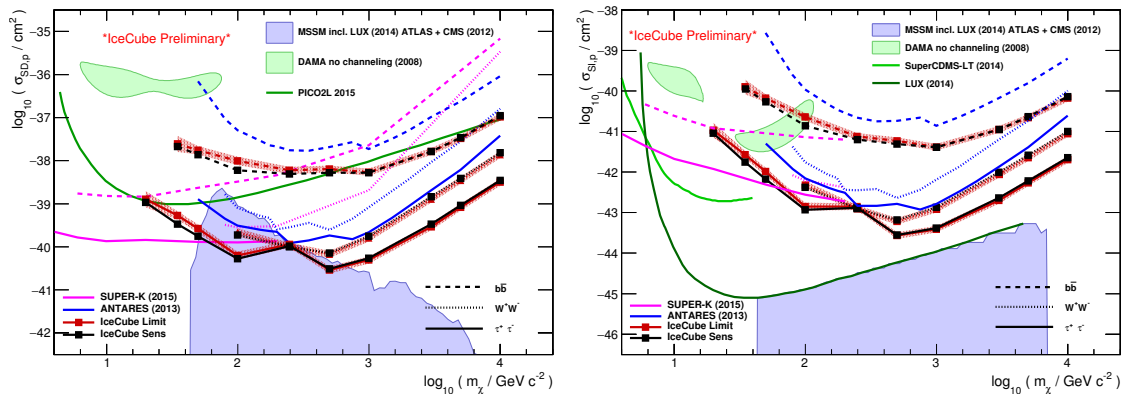 log10 ( σSD,p / cm² )
−35
−36
−37
−38
−39
−40
−41
−42
*IceCube Preliminary*
MSSM incl. LUX (2014) ATLAS + CMS (2012)
DAMA no channeling (2008)
PICO2L 2015
SUPER-K (2015)
ANTARES (2013)
IceCube Limit
IceCube Sens
bb̄
W⁺W⁻
τ⁺ τ⁻
1 2 3 4
log10 ( mχ / GeV c⁻² )
log10 ( σSI,p / cm² )
−38
−39
−40
−41
−42
−43
−44
−45
−46
*IceCube Preliminary*
MSSM incl. LUX (2014) ATLAS + CMS (2012)
DAMA no channeling (2008)
SuperCDMS-LT (2014)
LUX (2014)
SUPER-K (2015)
ANTARES (2013)
IceCube Limit
IceCube Sens
bb̄
W⁺W⁻
τ⁺ τ⁻
1 2 3 4
log10 ( mχ / GeV c⁻² )